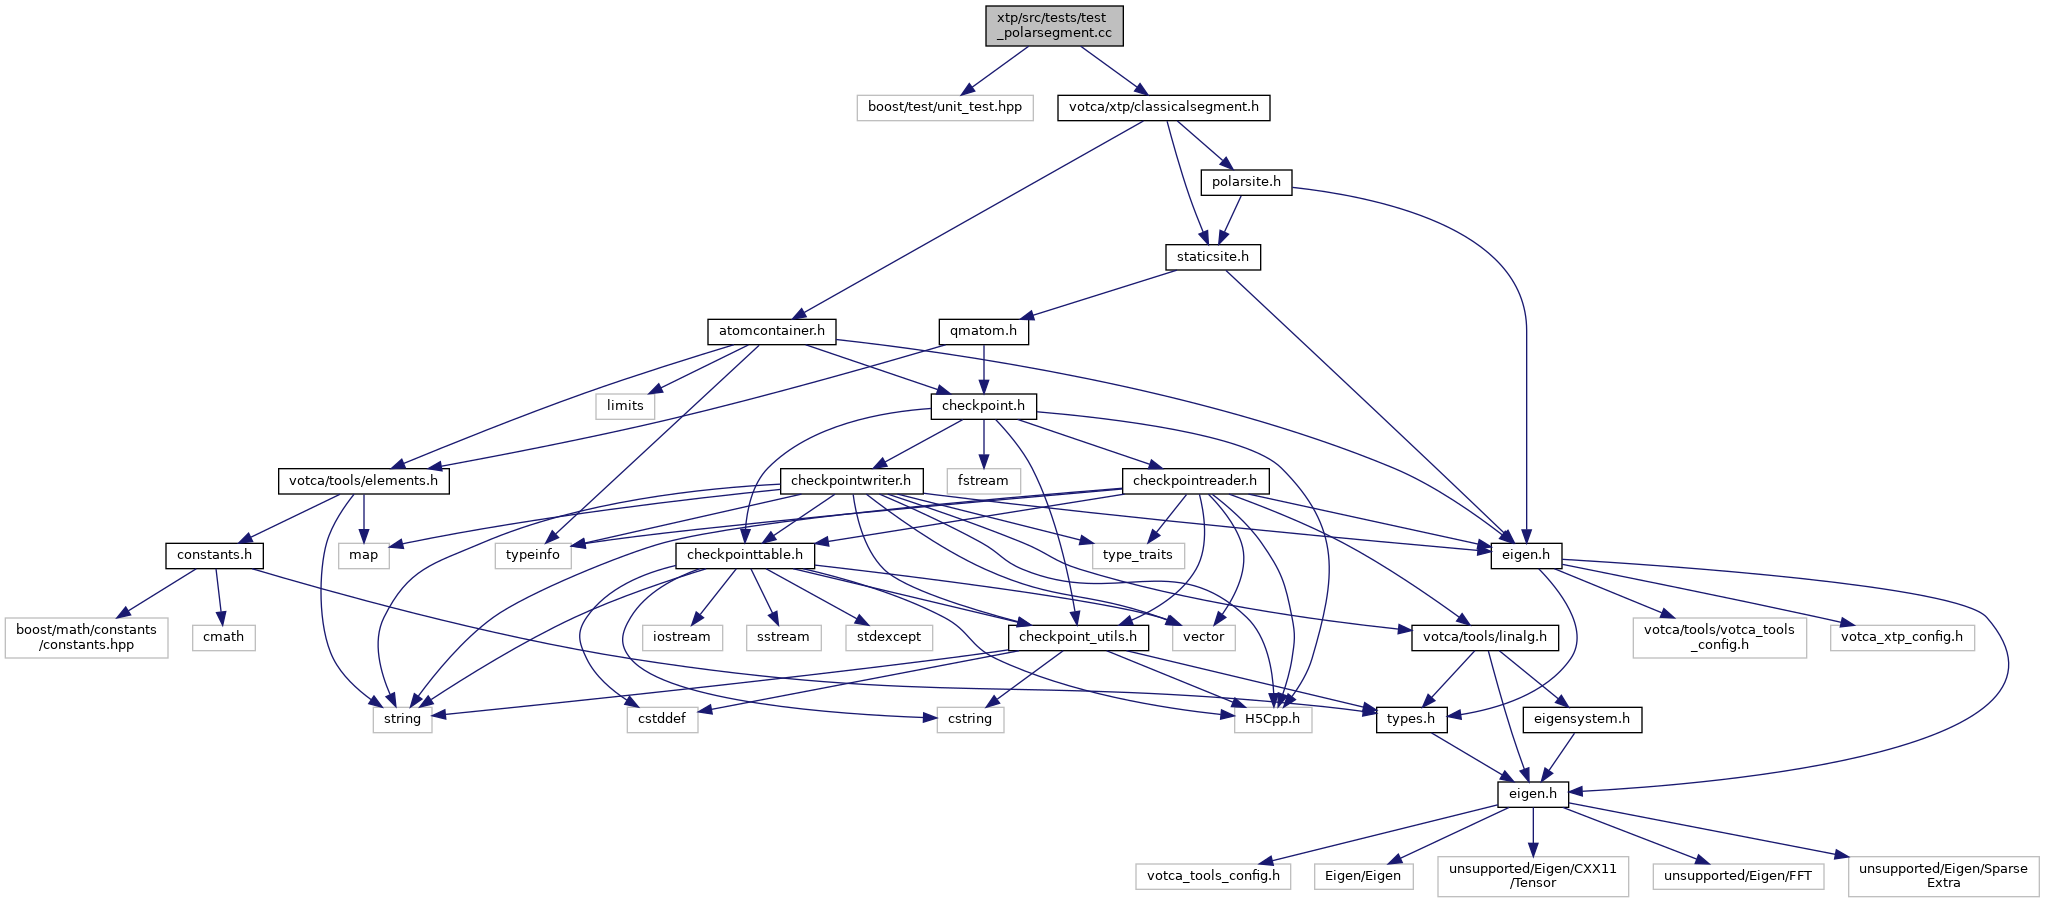 xtp/src/tests/test
_polarsegment.cc
boost/test/unit_test.hpp
votca/xtp/classicalsegment.h
polarsite.h
staticsite.h
atomcontainer.h
qmatom.h
limits
checkpoint.h
votca/tools/elements.h
checkpointwriter.h
fstream
checkpointreader.h
constants.h
map
typeinfo
checkpointtable.h
type_traits
eigen.h
boost/math/constants
/constants.hpp
cmath
iostream
sstream
stdexcept
checkpoint_utils.h
vector
votca/tools/linalg.h
votca/tools/votca_tools
_config.h
votca_xtp_config.h
string
cstddef
cstring
H5Cpp.h
types.h
eigensystem.h
eigen.h
votca_tools_config.h
Eigen/Eigen
unsupported/Eigen/CXX11
/Tensor
unsupported/Eigen/FFT
unsupported/Eigen/Sparse
Extra